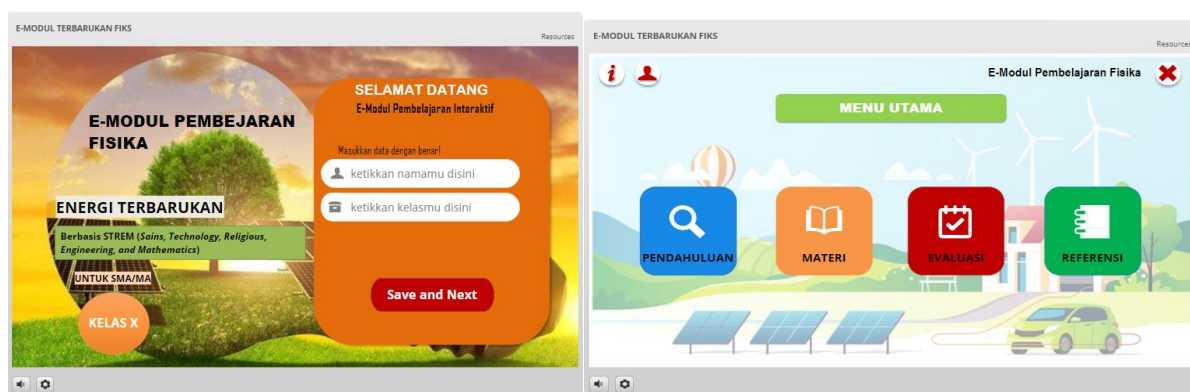 E-MODUL TERBARUKAN FIKS
Resources
E-MODUL PEMBEJARAN
FISIKA
ENERGI TERBARUKAN
Berbasis STREM (Sains, Technology, Religious,
Engineering, and Mathematics)
UNTUK SMA/MA
KELAS X
SELAMAT DATANG
E-Modul Pembelajaran Interaktif
Masukkan data dengan benar!
ketikkan namamu disini
ketikkan kelasmu disini
Save and Next
E-MODUL TERBARUKAN FIKS
Resources
i
E-Modul Pembelajaran Fisika
MENU UTAMA
PENDAHULUAN
MATERI
EVALUASI
REFERENSI